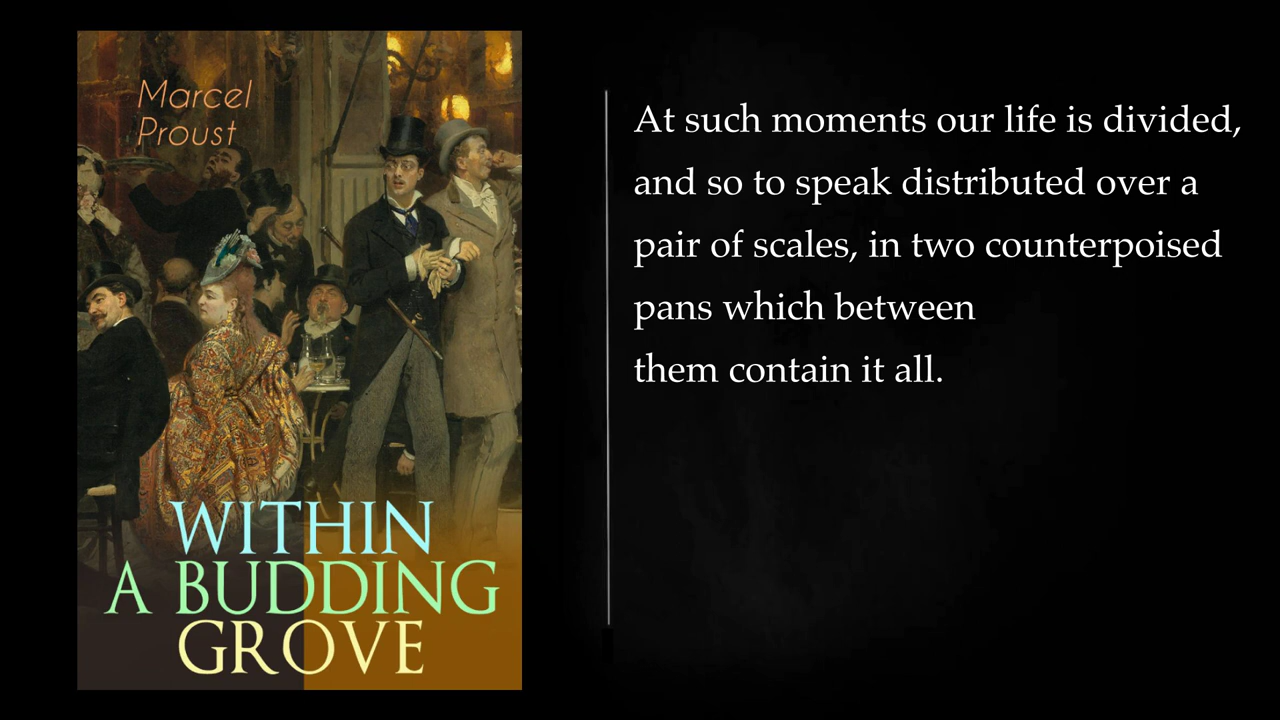 Marcel
Proust
WITHIN
A BUDDING
GROVE
At such moments our life is divided,
and so to speak distributed over a
pair of scales, in two counterpoised
pans which between
them contain it all.